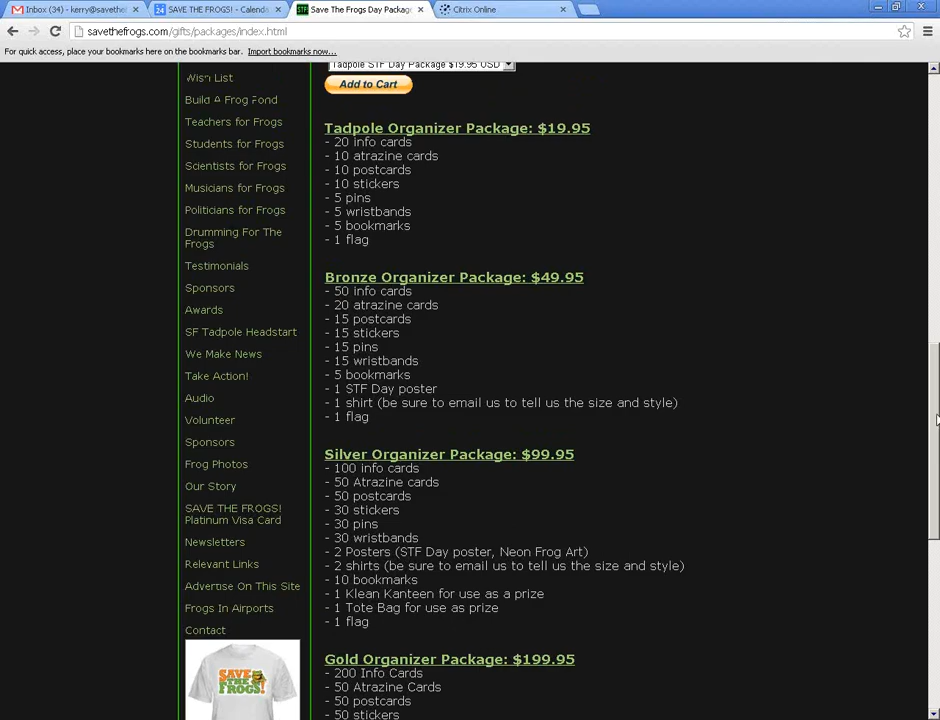 Inbox (34) - kerry@savethef
SAVE THE FROGS! - Calenda
Save The Frogs Day Package
Citrix Online
savethefrogs.com/gifts/packages/index.html
For quick access, place your bookmarks here on the bookmarks bar. Import bookmarks now...
Wish List
Build A Frog Pond
Teachers for Frogs
Students for Frogs
Scientists for Frogs
Musicians for Frogs
Politicians for Frogs
Drumming For The
Frogs
Testimonials
Sponsors
Awards
SF Tadpole Headstart
We Make News
Take Action!
Audio
Volunteer
Sponsors
Frog Photos
Our Story
SAVE THE FROGS!
Platinum Visa Card
Newsletters
Relevant Links
Advertise On This Site
Frogs In Airports
Contact
SAVE THE
FROGS!
Tadpole STF Day Package $19.95 USD
Add to Cart
Tadpole Organizer Package: $19.95
- 20 info cards
- 10 atrazine cards
- 10 postcards
- 10 stickers
- 5 pins
- 5 wristbands
- 5 bookmarks
- 1 flag
Bronze Organizer Package: $49.95
- 50 info cards
- 20 atrazine cards
- 15 postcards
- 15 stickers
- 15 pins
- 15 wristbands
- 5 bookmarks
- 1 STF Day poster
- 1 shirt (be sure to email us to tell us the size and style)
- 1 flag
Silver Organizer Package: $99.95
- 100 info cards
- 50 Atrazine cards
- 50 postcards
- 30 stickers
- 30 pins
- 30 wristbands
- 2 Posters (STF Day poster, Neon Frog Art)
- 2 shirts (be sure to email us to tell us the size and style)
- 10 bookmarks
- 1 Klean Kanteen for use as a prize
- 1 Tote Bag for use as prize
- 1 flag
Gold Organizer Package: $199.95
- 200 Info Cards
- 50 Atrazine Cards
- 50 postcards
- 50 stickers